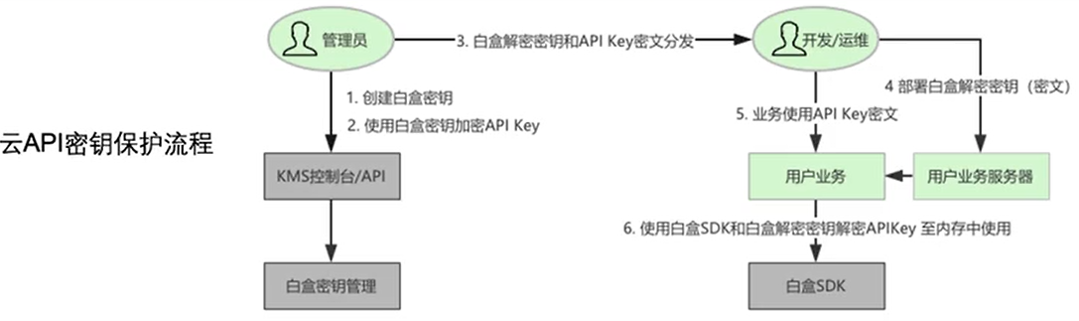 云API密钥保护流程
管理员
3. 白盒解密密钥和API Key密文分发
开发/运维
1. 创建白盒密钥
2. 使用白盒密钥加密API Key
4 部署白盒解密密钥（密文）
5. 业务使用API Key密文
KMS控制台/API
用户业务
用户业务服务器
6. 使用白盒SDK和白盒解密密钥解密APIKey 至内存中使用
白盒密钥管理
白盒SDK